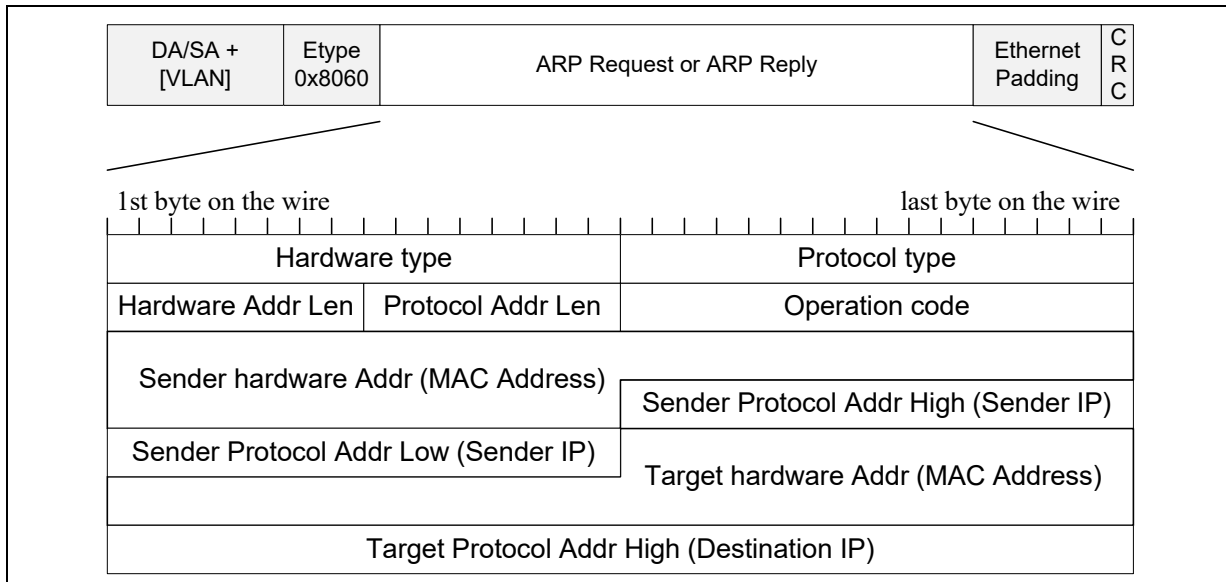 DA/SA +
[VLAN]
Etype
0x8060
ARP Request or ARP Reply
Ethernet
Padding
C
R
C
1st byte on the wire
last byte on the wire
Hardware type
Protocol type
Hardware Addr Len
Protocol Addr Len
Operation code
Sender hardware Addr (MAC Address)
Sender Protocol Addr High (Sender IP)
Sender Protocol Addr Low (Sender IP)
Target hardware Addr (MAC Address)
Target Protocol Addr High (Destination IP)